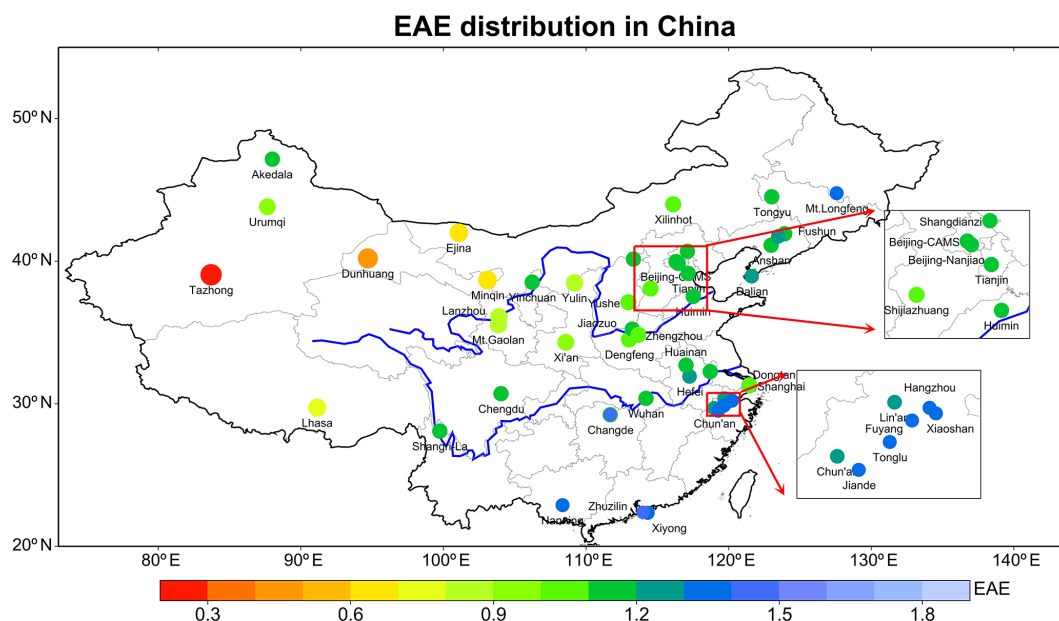 EAE distribution in China
50° N
40° N
30° N
20° N
80° E
90° E
100° E
110° E
120° E
130° E
140° E
Akedala
Urumqi
Tazhong
Ejina
Dunhuang
Minqin
Yinchuan
Yulin
Lanzhou
Mt.Gaolan
Xi'an
Xilinhot
Tongyu
Mt.Longfeng
Fushun
Anshan
Dalian
Beijing-CAMS
Tianjin
Huimin
Yushe
Jiaozuo
Zhengzhou
Dengfeng
Huainan
Hefei
Dongtan
Shanghai
Chengdu
Wuhan
Changde
Chun'an
Lhasa
Shangri-La
Nanning
Zhuzilin
Xiyong
Shangdianzi
Beijing-CAMS
Beijing-Nanjiao
Tianjin
Shijiazhuang
Huimin
Hangzhou
Lin'an
Fuyang
Xiaoshan
Tonglu
Chun'an
Jiande
0.3
0.6
0.9
1.2
1.5
1.8
EAE